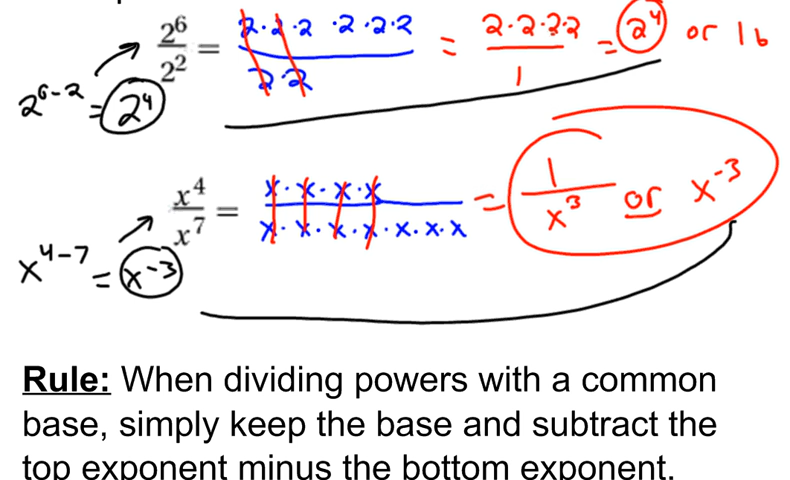 2^6/2^2 = 2·2·2·2·2·2 / 2·2 = 2·2·2·2 / 1 = 2^4 or 16
2^6-2 = 2^4
x^4/x^7 = x·x·x·x / x·x·x·x·x·x·x = 1/x^3 or x^-3
x^4-7 = x^-3
Rule: When dividing powers with a common
base, simply keep the base and subtract the
top exponent minus the bottom exponent.